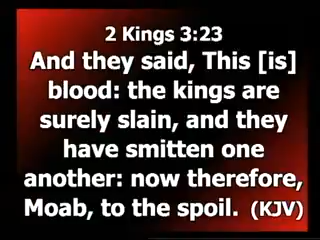 2 Kings 3:23
And they said, This [is]
blood: the kings are
surely slain, and they
have smitten one
another: now therefore,
Moab, to the spoil. (KJV)